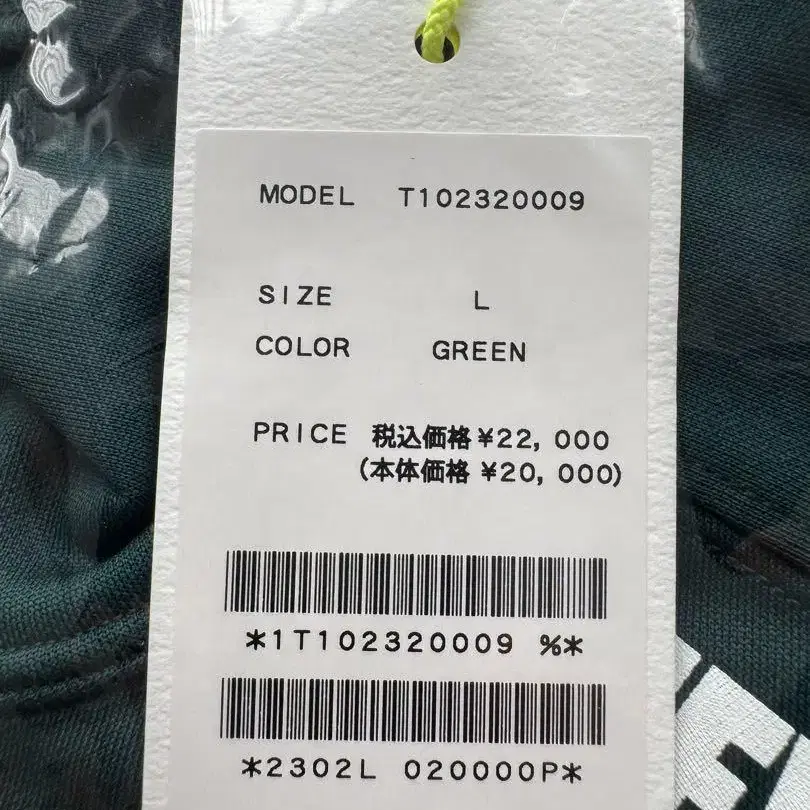 MODEL T102320009
SIZE L
COLOR GREEN
PRICE 税込価格 ¥22, 000
(本体価格 ¥20, 000)
*1T102320009 %*
*2302L 020000P*